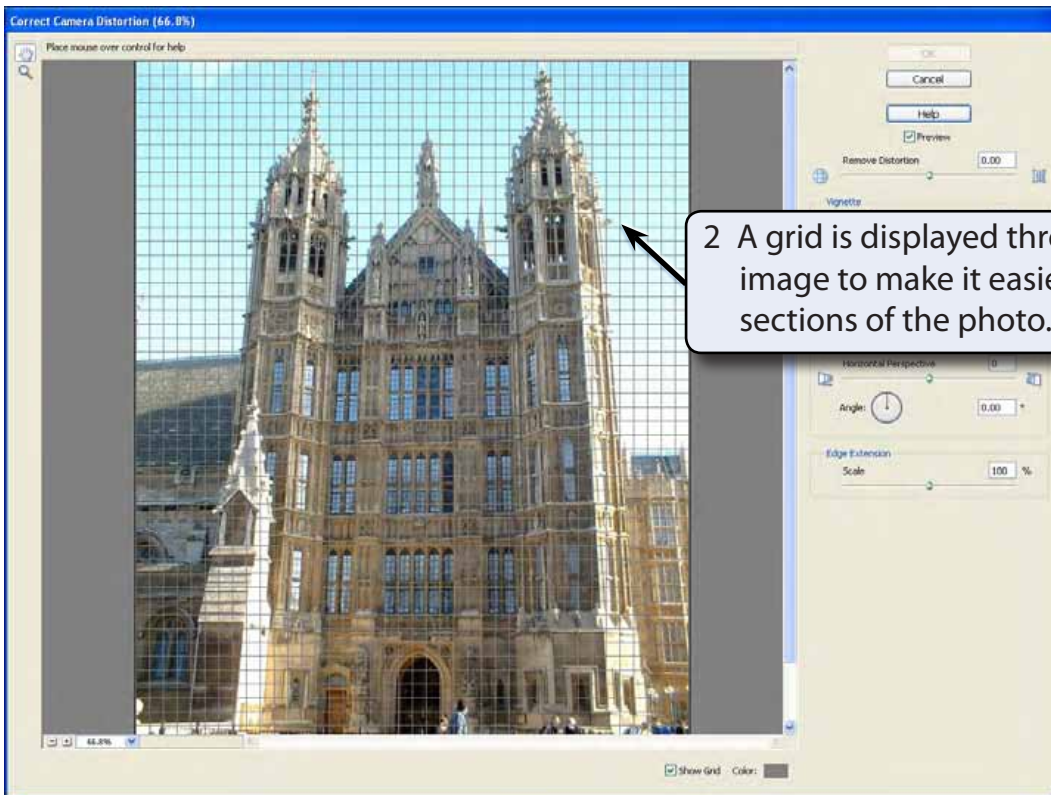 Correct Camera Distortion (66.8%)
Place mouse over control for help
OK
Cancel
Help
Preview
Remove Distortion 0.00
Vignette
2 A grid is displayed thr
image to make it easie
sections of the photo.
Horizontal Perspective 0
Angle: 0.00 °
Edge Extension
Scale 100 %
66.8%
Show Grid Color: